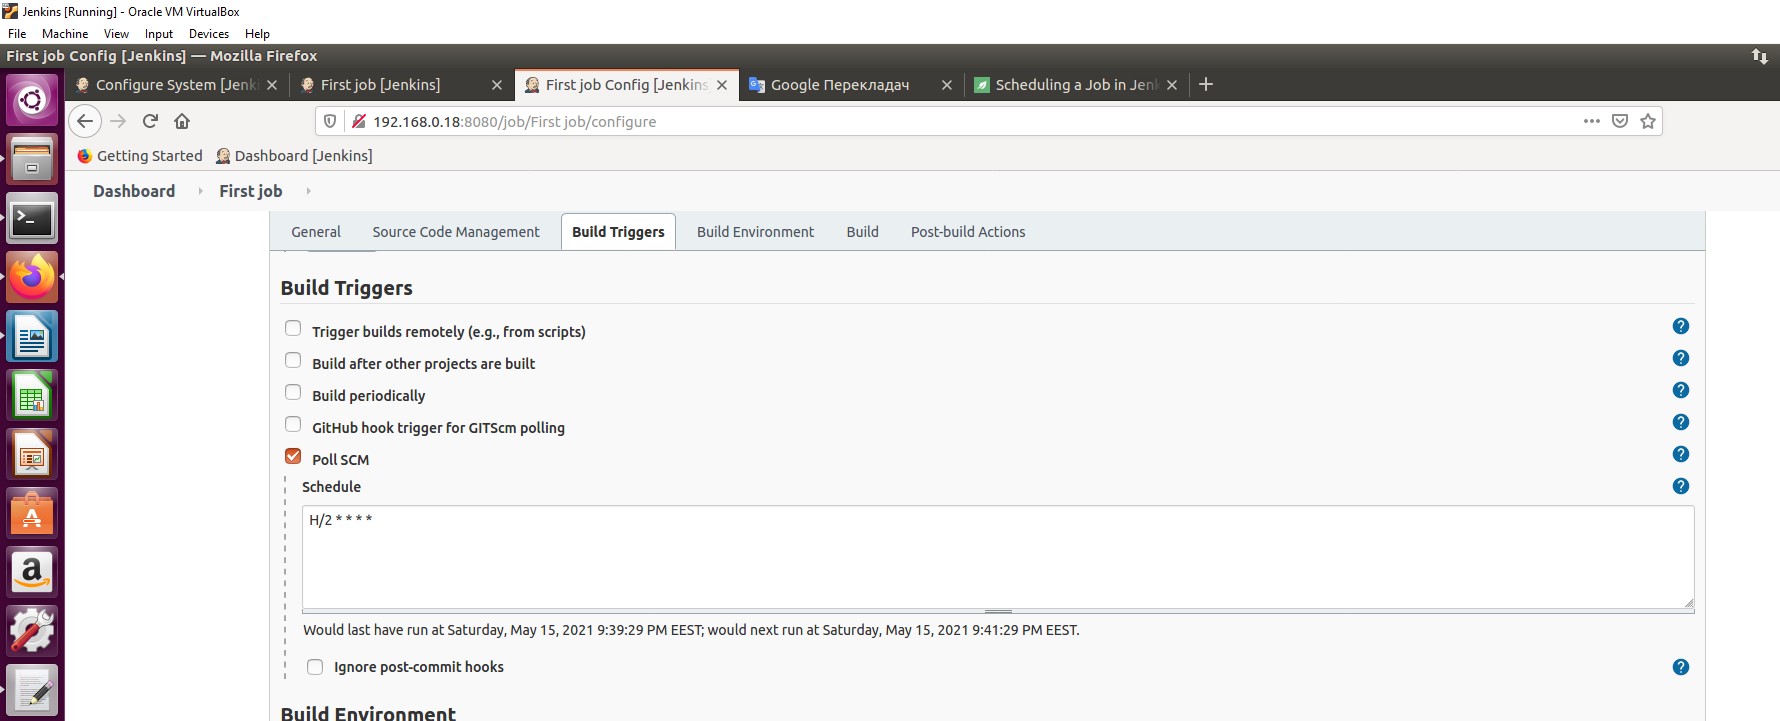 Jenkins [Running] - Oracle VM VirtualBox
File Machine View Input Devices Help
First job Config [Jenkins] — Mozilla Firefox
Configure System [Jenk
First job [Jenkins]
First job Config [Jenkins
Google Перекладач
Scheduling a Job in Jenk
192.168.0.18:8080/job/First job/configure
Getting Started Dashboard [Jenkins]
Dashboard First job
General Source Code Management Build Triggers Build Environment Build Post-build Actions
Build Triggers
Trigger builds remotely (e.g., from scripts)
Build after other projects are built
Build periodically
GitHub hook trigger for GITScm polling
Poll SCM
Schedule
H/2 * * * *
Would last have run at Saturday, May 15, 2021 9:39:29 PM EEST; would next run at Saturday, May 15, 2021 9:41:29 PM EEST.
Ignore post-commit hooks
Build Environment